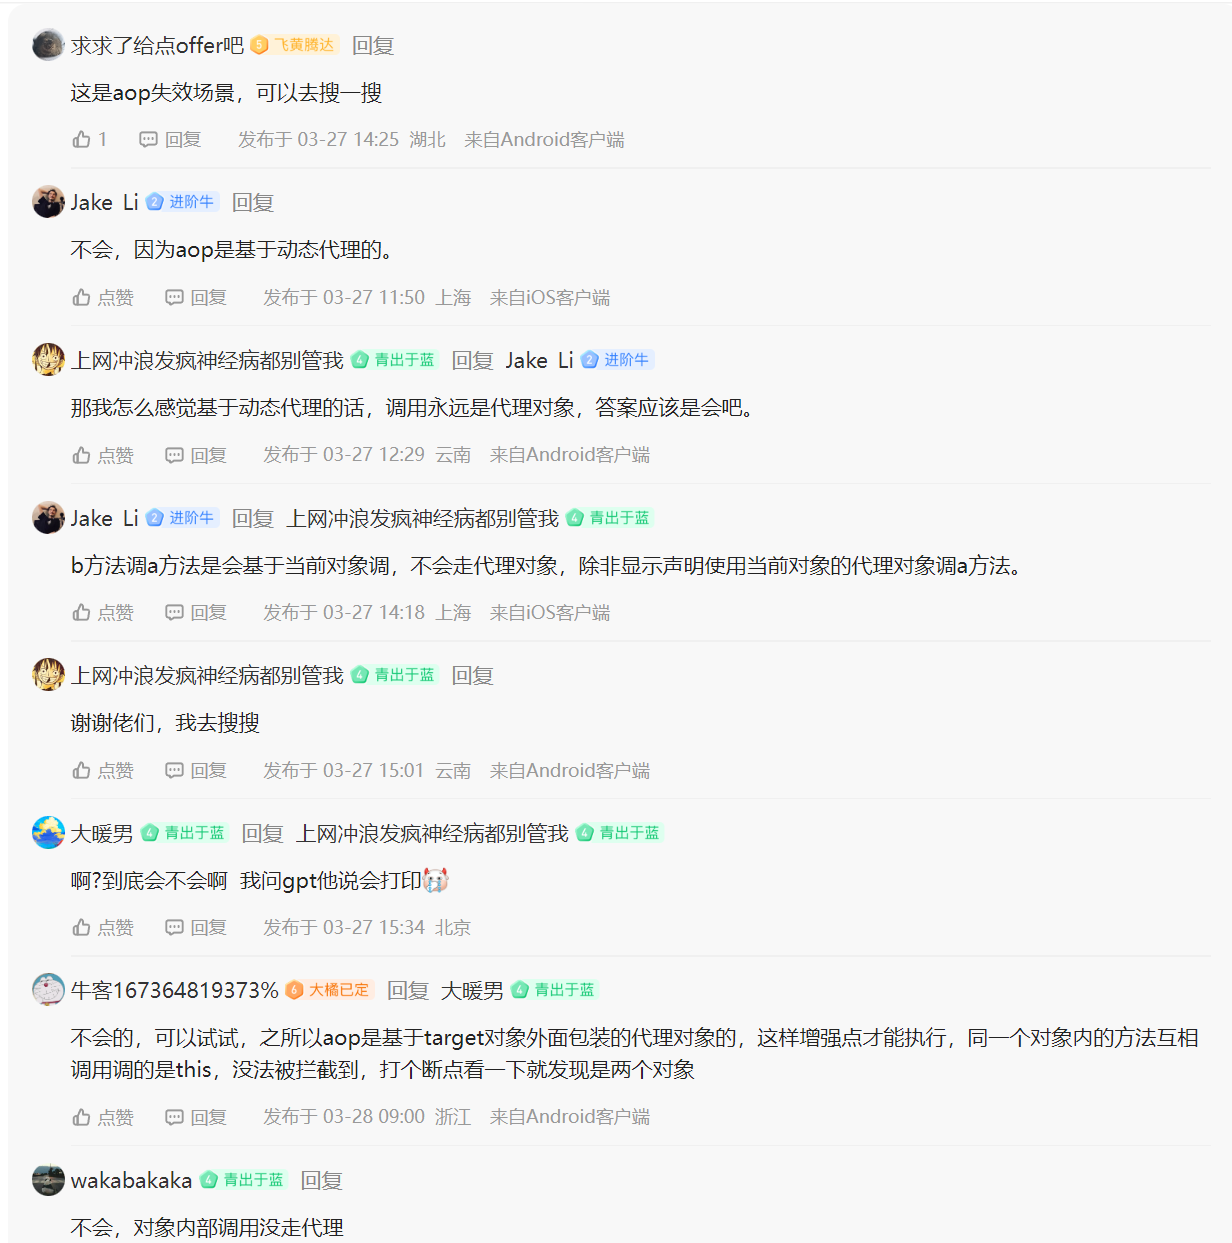 求求了给点offer吧 5 飞黄腾达 回复
这是aop失效场景，可以去搜一搜
1 回复 发布于 03-27 14:25 湖北 来自Android客户端
Jake Li 2 进阶牛 回复
不会，因为aop是基于动态代理的。
点赞 回复 发布于 03-27 11:50 上海 来自iOS客户端
上网冲浪发疯神经病都别管我 4 青出于蓝 回复 Jake Li 2 进阶牛
那我怎么感觉基于动态代理的话，调用永远是代理对象，答案应该是会吧。
点赞 回复 发布于 03-27 12:29 云南 来自Android客户端
Jake Li 2 进阶牛 回复 上网冲浪发疯神经病都别管我 4 青出于蓝
b方法调a方法是会基于当前对象调，不会走代理对象，除非显示声明使用当前对象的代理对象调a方法。
点赞 回复 发布于 03-27 14:18 上海 来自iOS客户端
上网冲浪发疯神经病都别管我 4 青出于蓝 回复
谢谢佬们，我去搜搜
点赞 回复 发布于 03-27 15:01 云南 来自Android客户端
大暖男 4 青出于蓝 回复 上网冲浪发疯神经病都别管我 4 青出于蓝
啊?到底会不会啊 我问gpt他说会打印
点赞 回复 发布于 03-27 15:34 北京
牛客167364819373% 6 大橘已定 回复 大暖男 4 青出于蓝
不会的，可以试试，之所以aop是基于target对象外面包装的代理对象的，这样增强点才能执行，同一个对象内的方法互相
调用调的是this，没法被拦截到，打个断点看一下就发现是两个对象
点赞 回复 发布于 03-28 09:00 浙江 来自Android客户端
wakabakaka 4 青出于蓝 回复
不会，对象内部调用没走代理